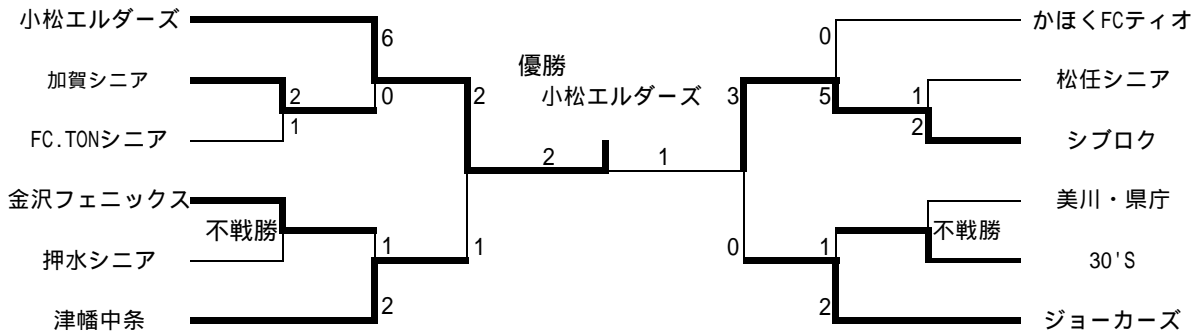 小松エルダーズ
かほくFCティオ
6
0
優勝
加賀シニア
松任シニア
2
0
2
小松エルダーズ
3
5
1
1
2
FC.TONシニア
シブロク
2
1
金沢フェニックス
美川・県庁
不戦勝
不戦勝
1
1
0
1
押水シニア
30'S
2
2
津幡中条
ジョーカーズ